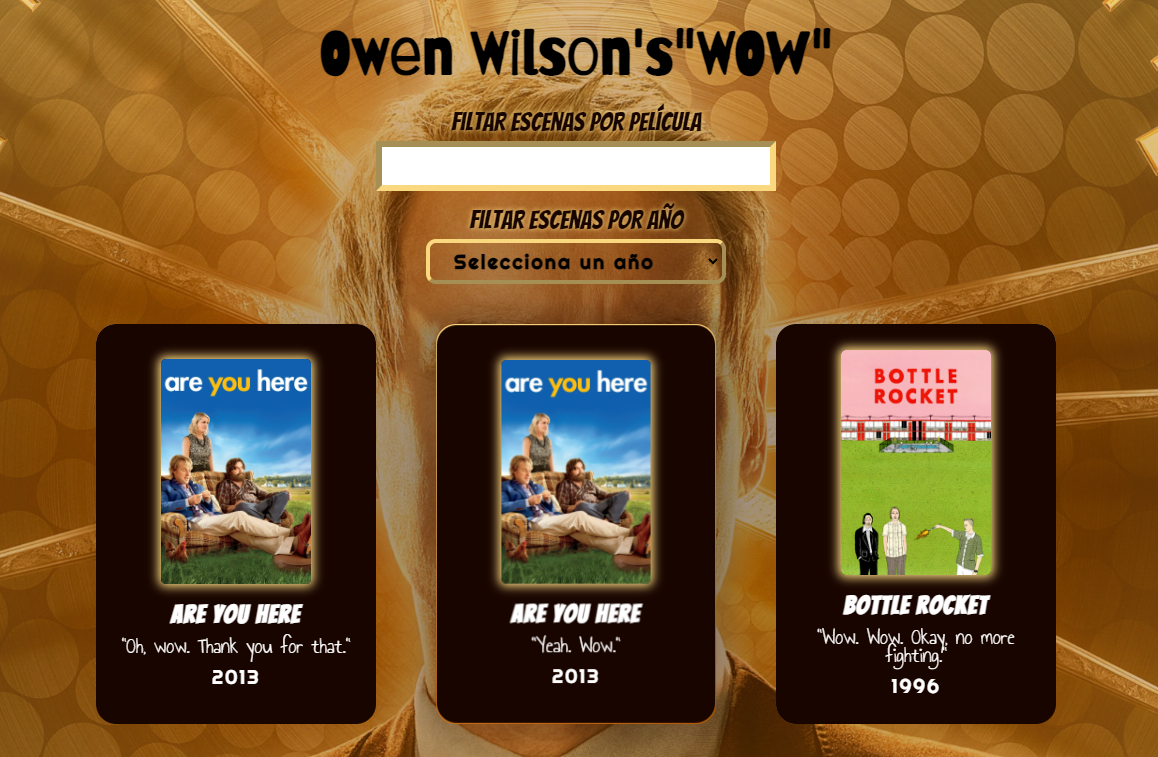 Owen Wilson's"WOW"
FILTAR ESCENAS POR PELÍCULA
FILTAR ESCENAS POR AÑO
Selecciona un año
are you here
ARE YOU HERE
"Oh, wow. Thank you for that."
2013
are you here
ARE YOU HERE
"Yeah. Wow."
2013
BOTTLE
ROCKET
BOTTLE ROCKET
"Wow. Wow. Okay, no more
fighting."
1996